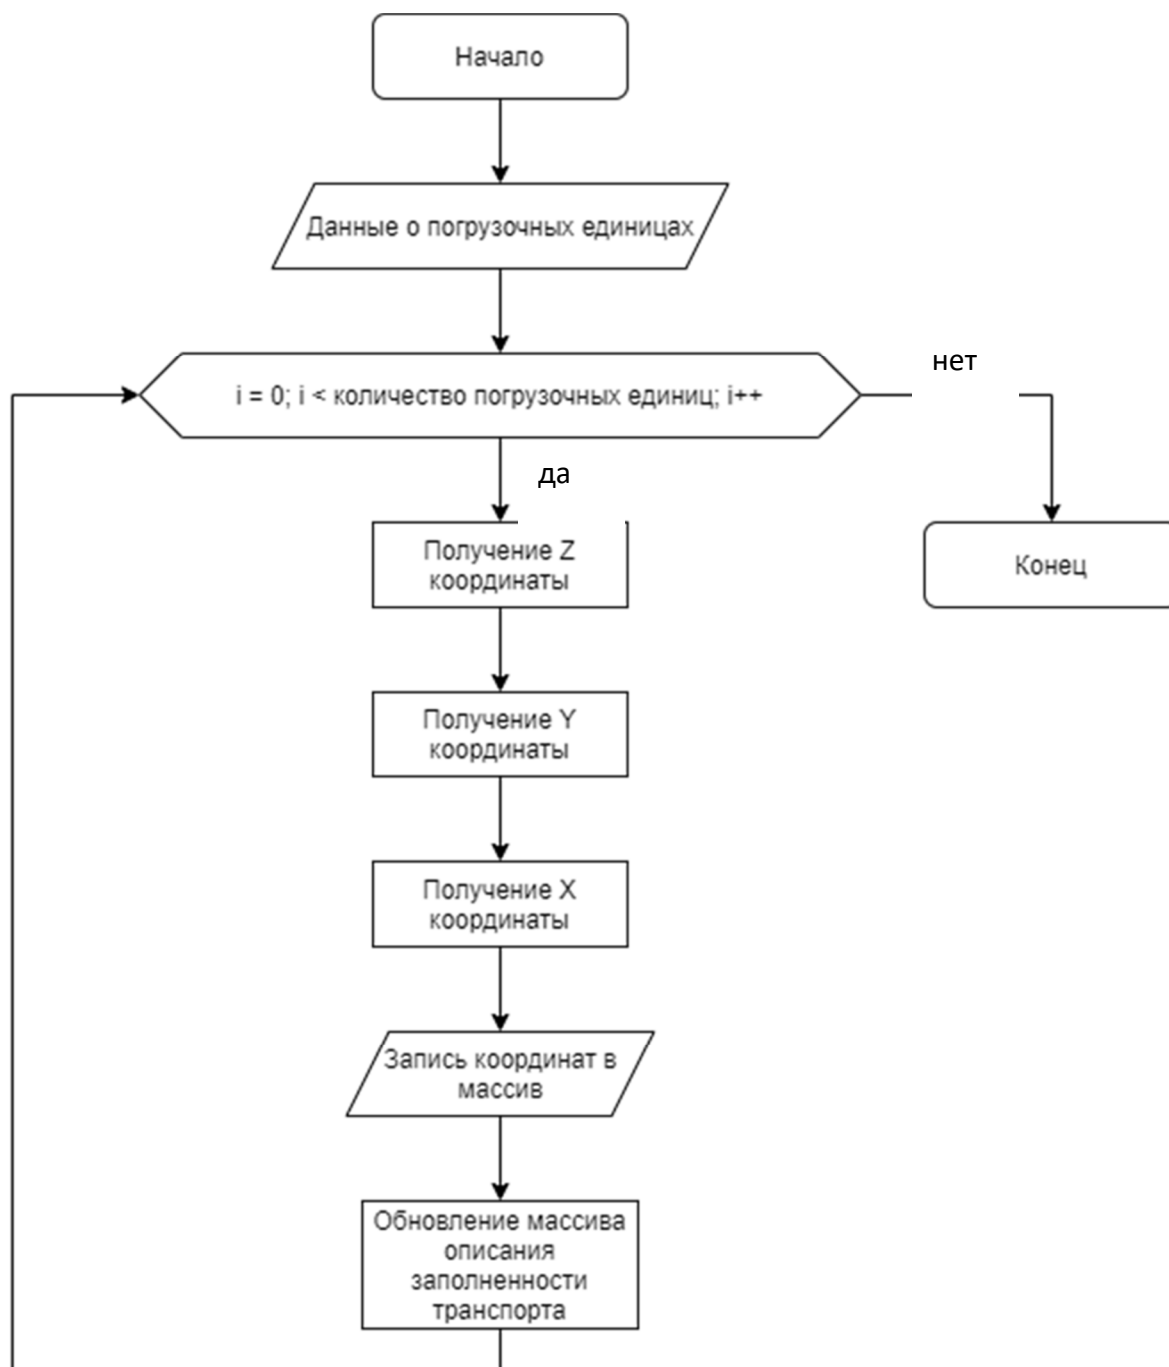 Начало
Данные о погрузочных единицах
i = 0; i < количество погрузочных единиц; i++
нет
да
Получение Z
координаты
Конец
Получение Y
координаты
Получение X
координаты
Запись координат в
массив
Обновление массива
описания
заполненности
транспорта